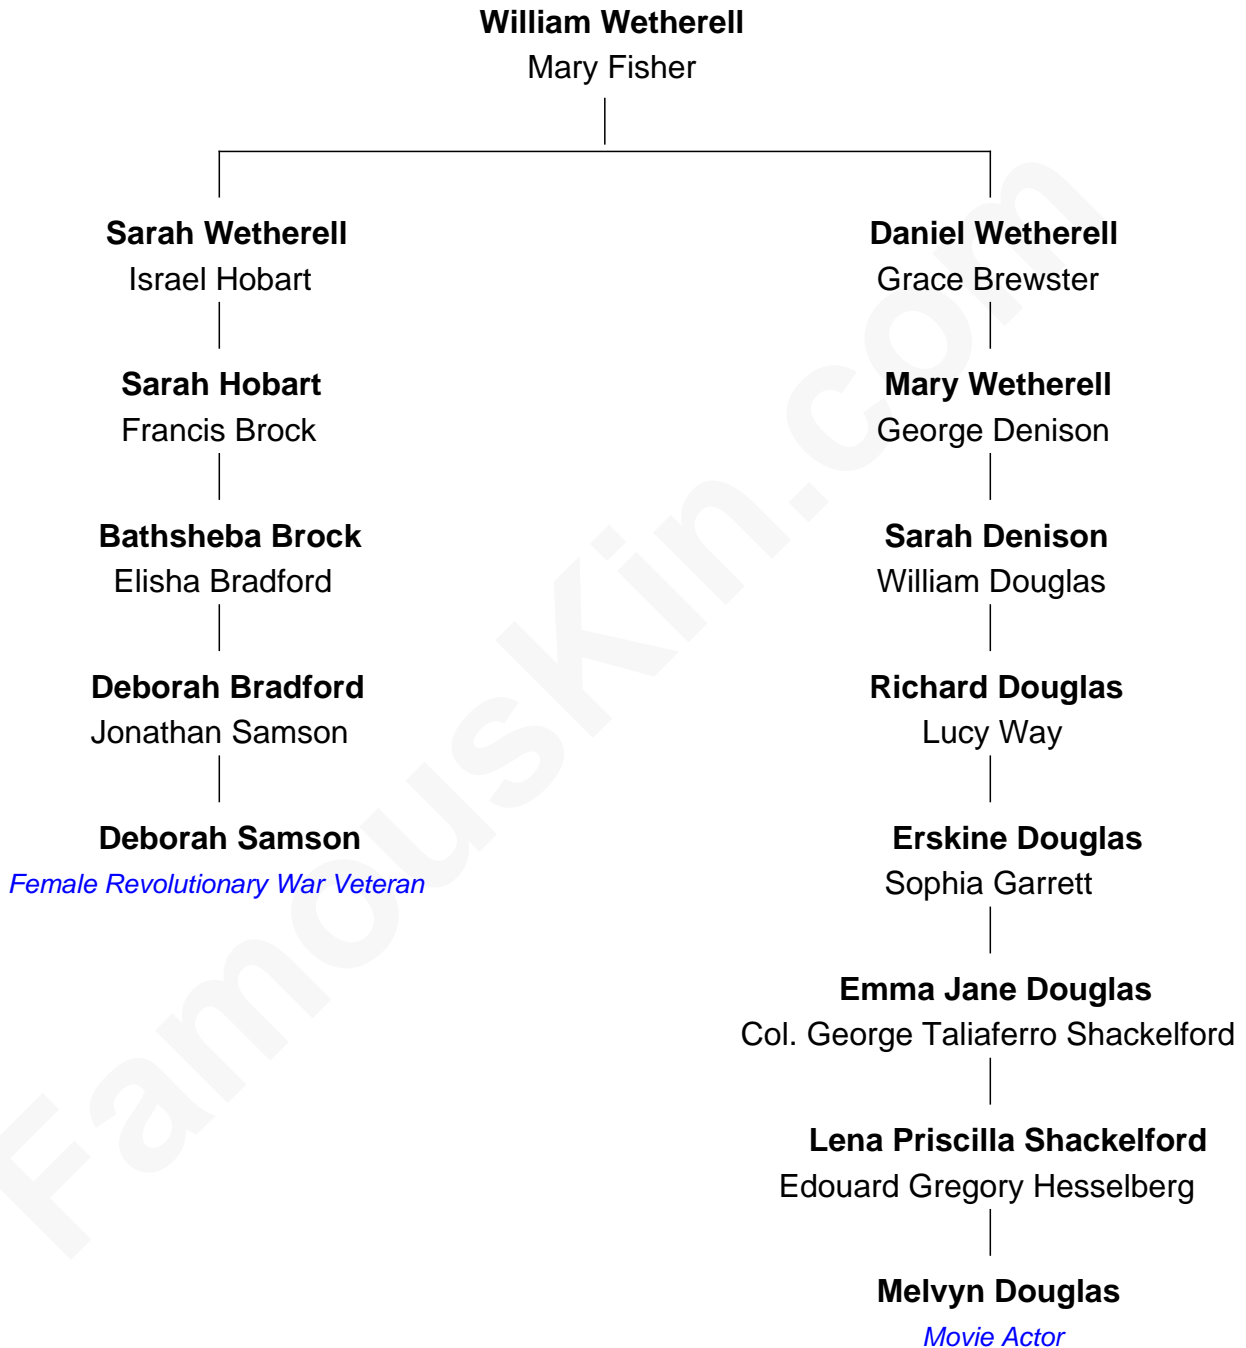 William Wetherell
Mary Fisher
Sarah Wetherell
Israel Hobart
Sarah Hobart
Francis Brock
Bathsheba Brock
Elisha Bradford
Deborah Bradford
Jonathan Samson
Deborah Samson
Female Revolutionary War Veteran
Daniel Wetherell
Grace Brewster
Mary Wetherell
George Denison
Sarah Denison
William Douglas
Richard Douglas
Lucy Way
Erskine Douglas
Sophia Garrett
Emma Jane Douglas
Col. George Taliaferro Shackelford
Lena Priscilla Shackelford
Edouard Gregory Hesselberg
Melvyn Douglas
Movie Actor
FamousKin.com